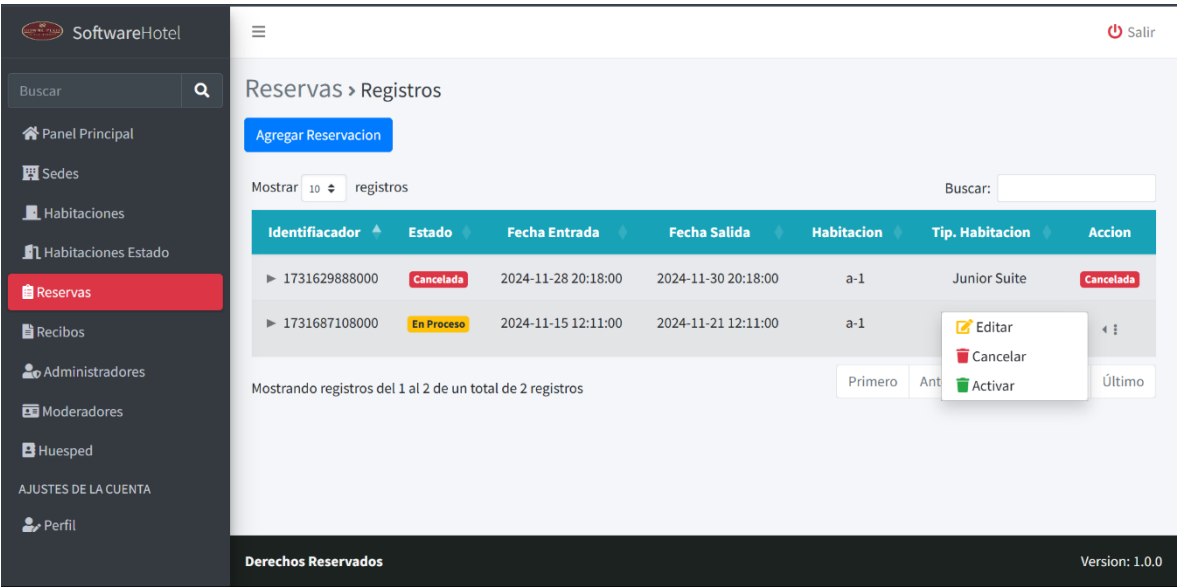 SoftwareHotel
Salir
Buscar
Panel Principal
Sedes
Habitaciones
Habitaciones Estado
Reservas
Recibos
Administradores
Moderadores
Huesped
AJUSTES DE LA CUENTA
Perfil
Reservas › Registros
Agregar Reservacion
Mostrar 10 registros
Buscar:
Identifiacador Estado Fecha Entrada Fecha Salida Habitacion Tip. Habitacion Accion
1731629888000 Cancelada 2024-11-28 20:18:00 2024-11-30 20:18:00 a-1 Junior Suite Cancelada
1731687108000 En Proceso 2024-11-15 12:11:00 2024-11-21 12:11:00 a-1
Editar
Cancelar
Activar
Mostrando registros del 1 al 2 de un total de 2 registros
Primero Ant Último
Derechos Reservados Version: 1.0.0